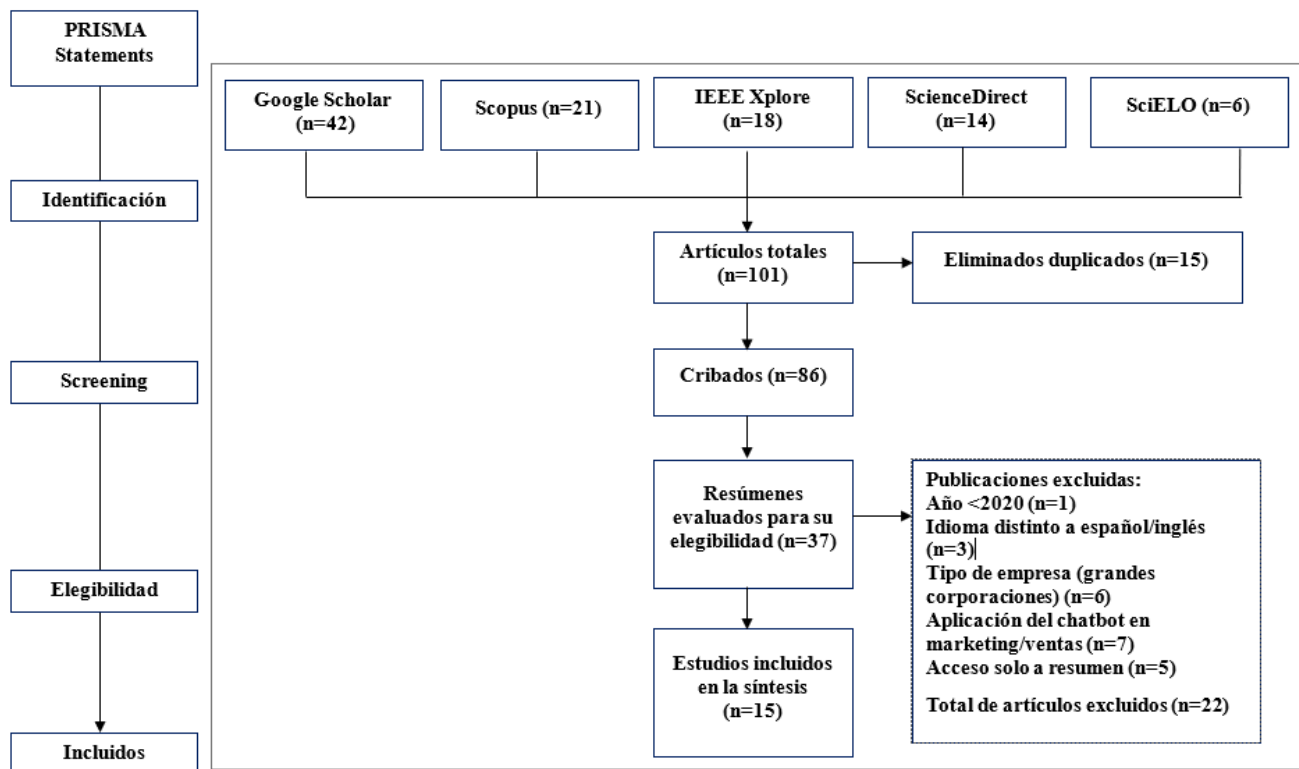 PRISMA
Statements
Google Scholar
(n=42)
Scopus (n=21)
IEEE Xplore
(n=18)
ScienceDirect
(n=14)
SciELO (n=6)
Identificación
Artículos totales
(n=101)
Eliminados duplicados (n=15)
Screening
Cribados (n=86)
Resúmenes
evaluados para su
elegibilidad (n=37)
Publicaciones excluidas:
Año <2020 (n=1)
Idioma distinto a español/inglés
(n=3)
Tipo de empresa (grandes
corporaciones) (n=6)
Aplicación del chatbot en
marketing/ventas (n=7)
Acceso solo a resumen (n=5)
Total de artículos excluidos (n=22)
Elegibilidad
Estudios incluidos
en la síntesis
(n=15)
Incluidos